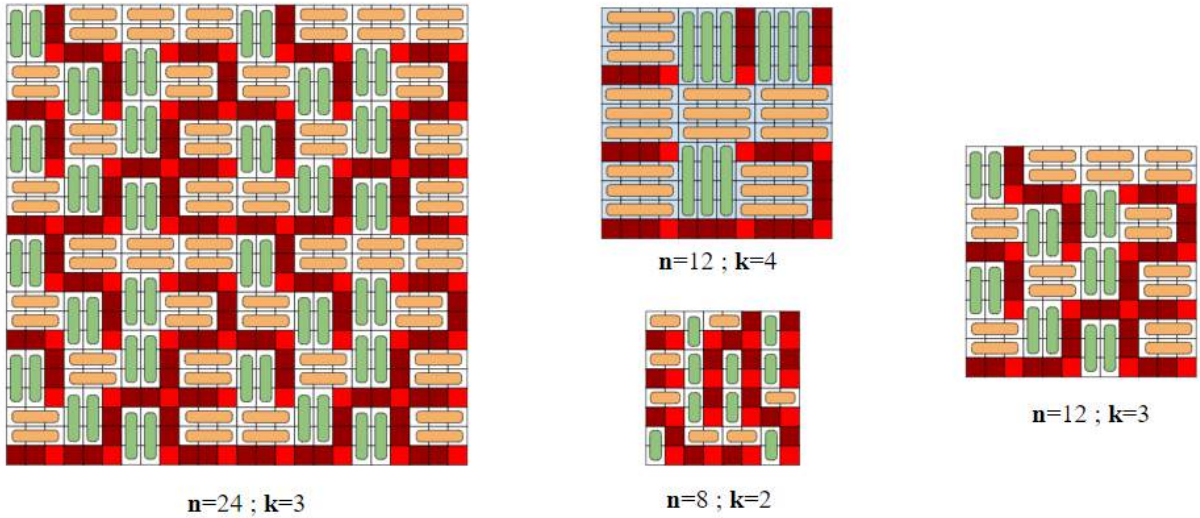 n=12 ; k=4
n=12 ; k=3
n=24 ; k=3
n=8 ; k=2